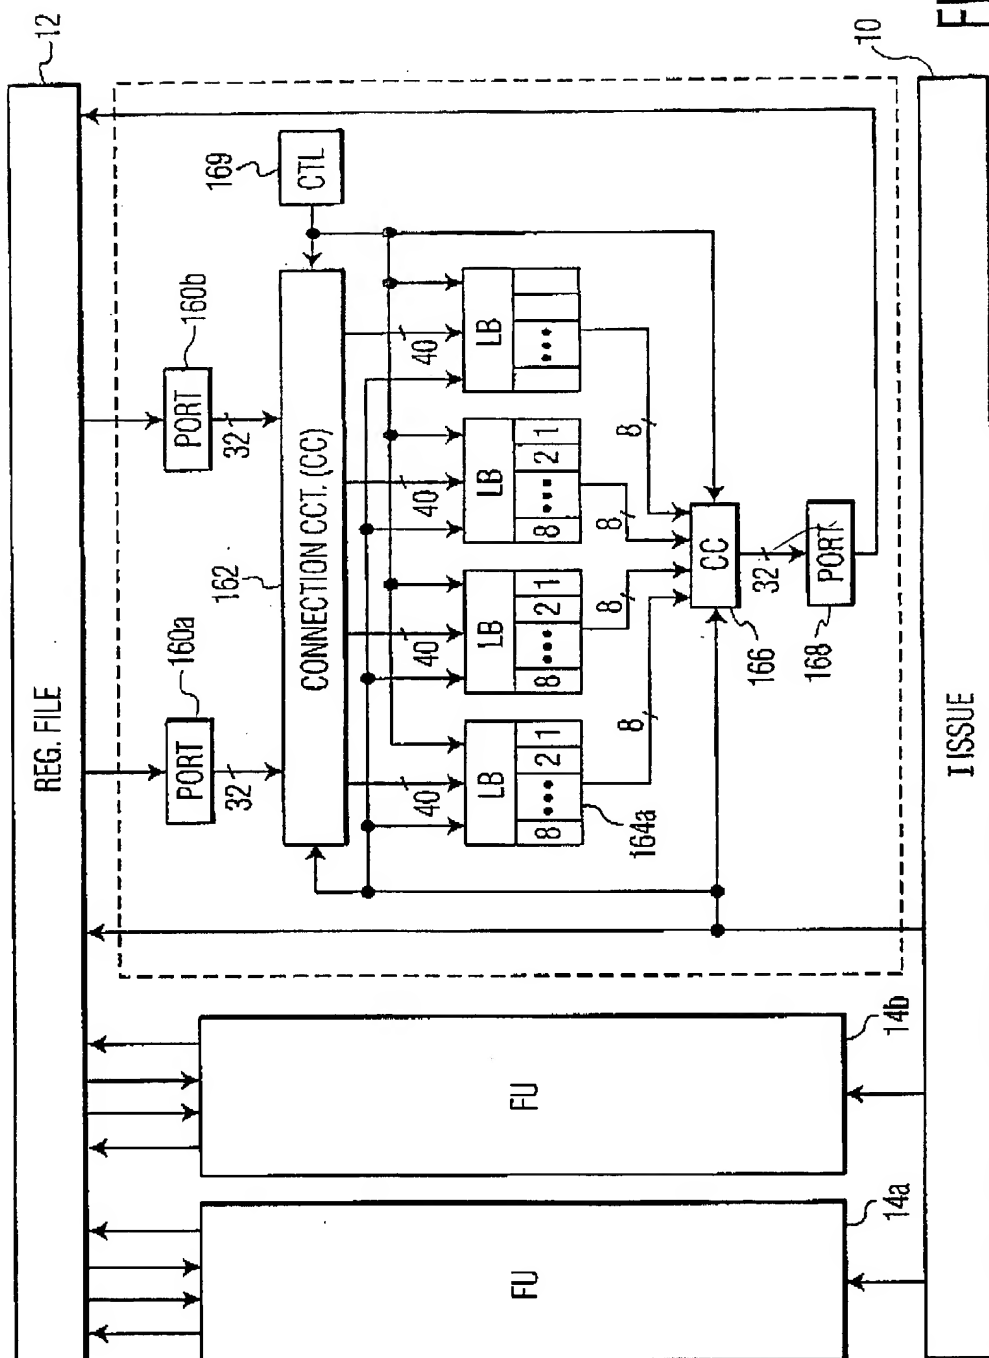 REG. FILE
12
160a
PORT
32
160b
PORT
32
169
CTL
162
CONNECTION CCT. (CC)
40
40
40
40
LB
8 ••• 2 1
LB
8 ••• 2 1
LB
8 ••• 2 1
LB
•••
164a
8
8
8
8
CC
166
32
PORT
168
FU
14a
FU
14b
I ISSUE
10